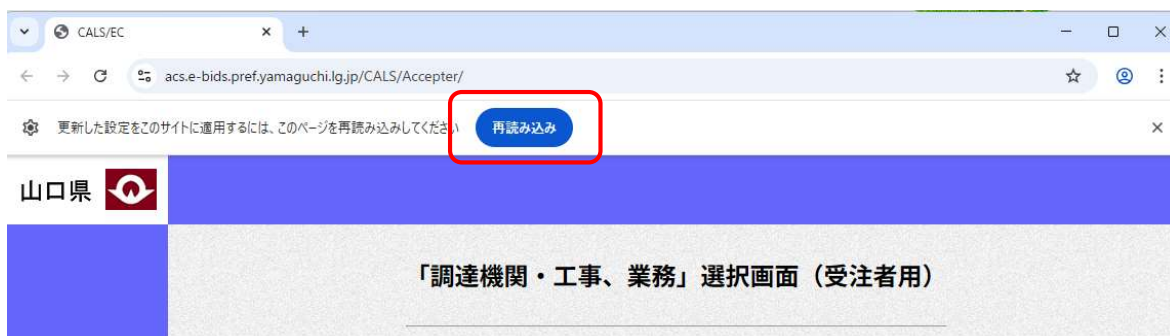 CALS/EC
acs.e-bids.pref.yamaguchi.lg.jp/CALS/Accepter/
更新した設定をこのサイトに適用するには、このページを再読み込みしてください 再読み込み
山口県
「調達機関・工事、業務」選択画面（受注者用）